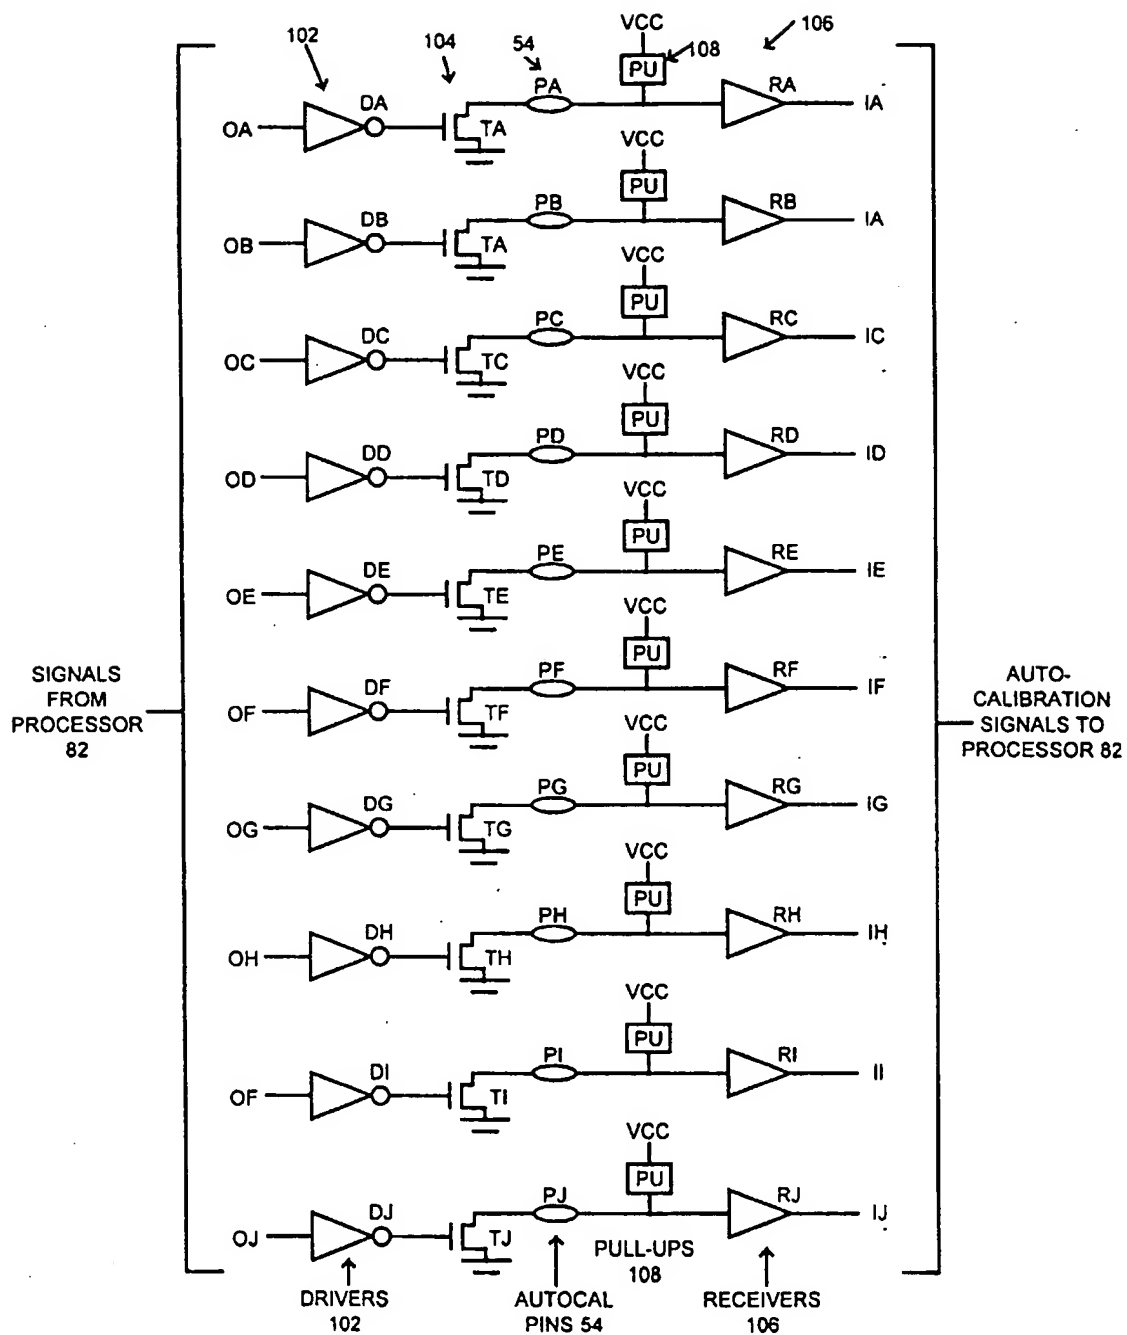 102
104
54
VCC
108
106
PU
OA
DA
TA
PA
RA
IA
VCC
PU
OB
DB
TA
PB
RB
IA
VCC
PU
OC
DC
TC
PC
RC
IC
VCC
PU
OD
DD
TD
PD
RD
ID
VCC
PU
OE
DE
TE
PE
RE
IE
VCC
PU
OF
DF
TF
PF
RF
IF
VCC
PU
OG
DG
TG
PG
RG
IG
VCC
PU
OH
DH
TH
PH
RH
IH
VCC
PU
OF
DI
TI
PI
RI
II
VCC
PU
OJ
DJ
TJ
PJ
RJ
IJ
SIGNALS
FROM
PROCESSOR
82
AUTO-
CALIBRATION
SIGNALS TO
PROCESSOR 82
DRIVERS
102
AUTOCAL
PINS 54
PULL-UPS
108
RECEIVERS
106